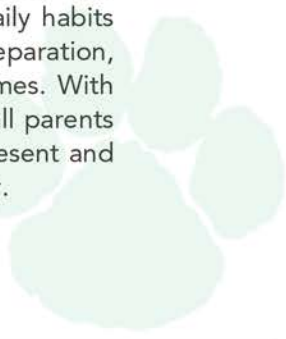 aily habits
eparation,
mes. With
ll parents
esent and